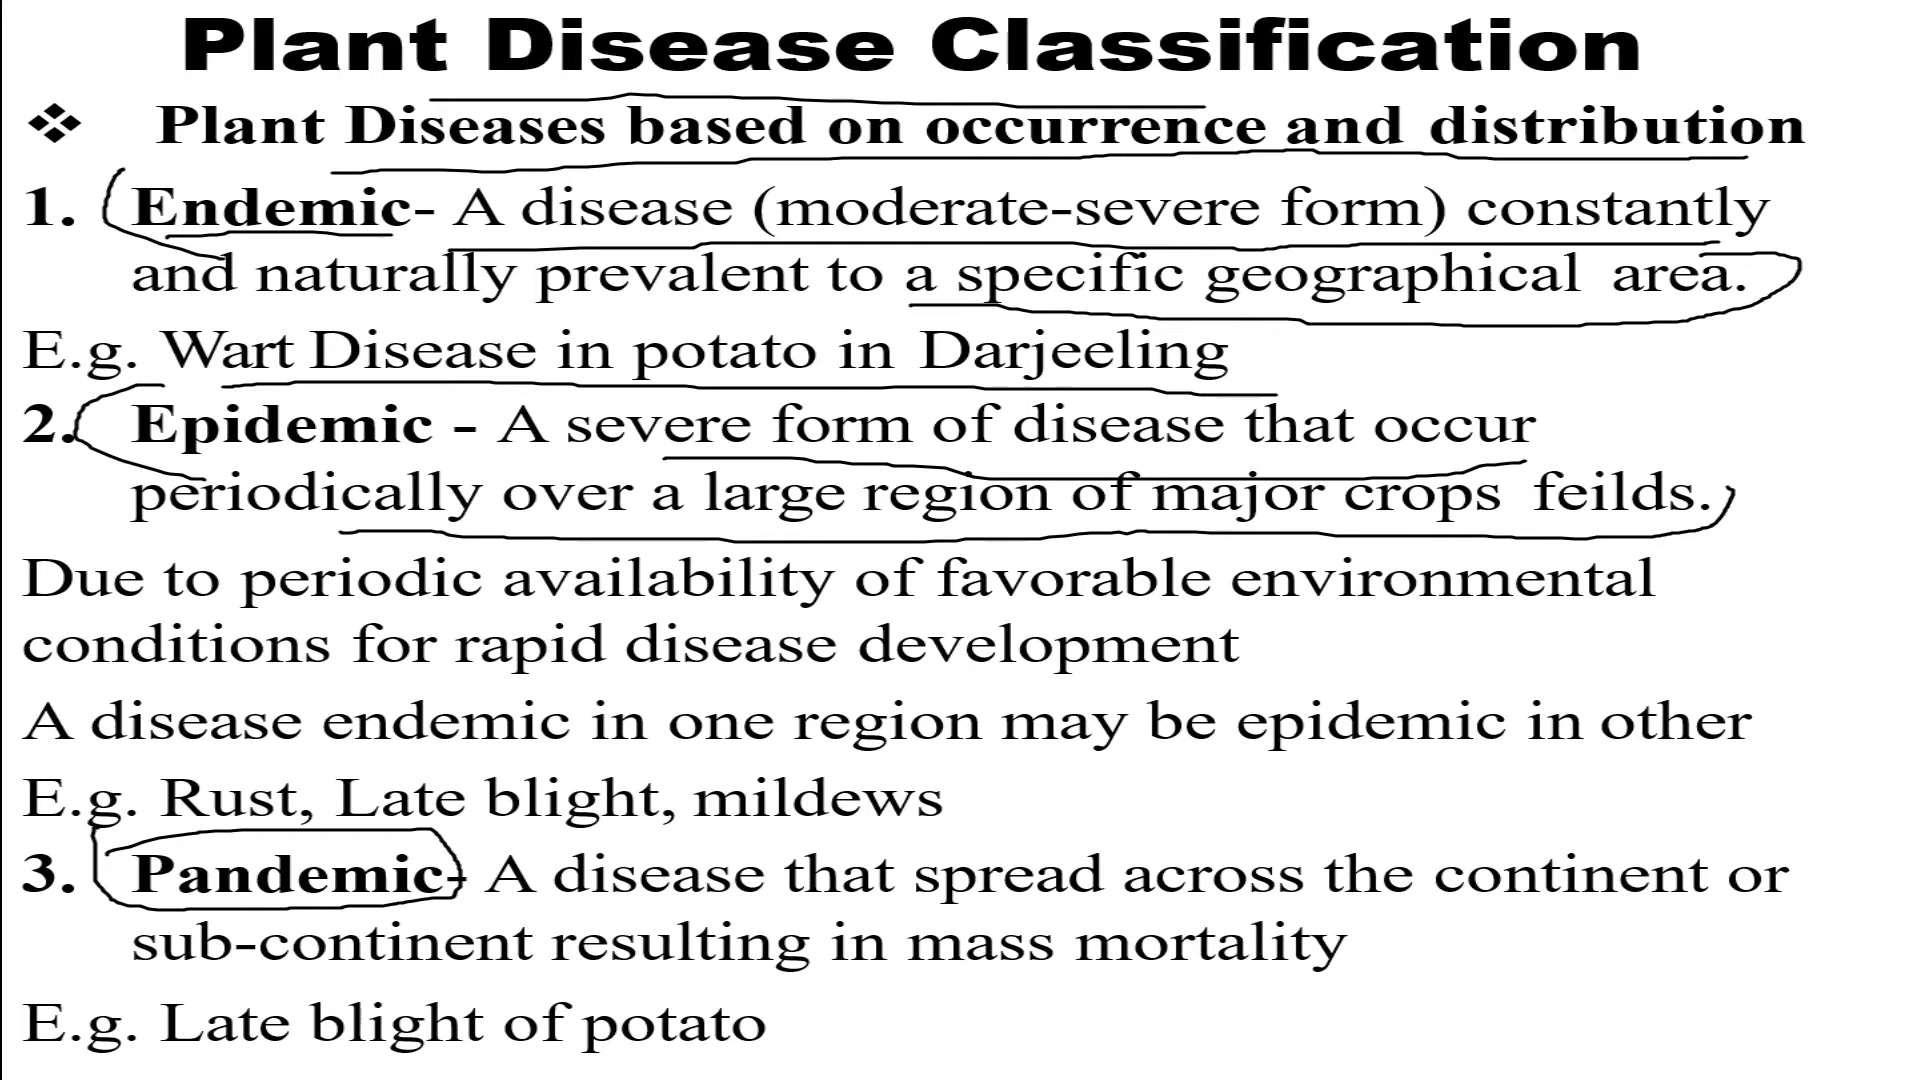 Plant Disease Classification
❖ Plant Diseases based on occurrence and distribution
1. Endemic- A disease (moderate-severe form) constantly
and naturally prevalent to a specific geographical area.
E.g. Wart Disease in potato in Darjeeling
2. Epidemic - A severe form of disease that occur
periodically over a large region of major crops feilds.
Due to periodic availability of favorable environmental
conditions for rapid disease development
A disease endemic in one region may be epidemic in other
E.g. Rust, Late blight, mildews
3. Pandemic- A disease that spread across the continent or
sub-continent resulting in mass mortality
E.g. Late blight of potato